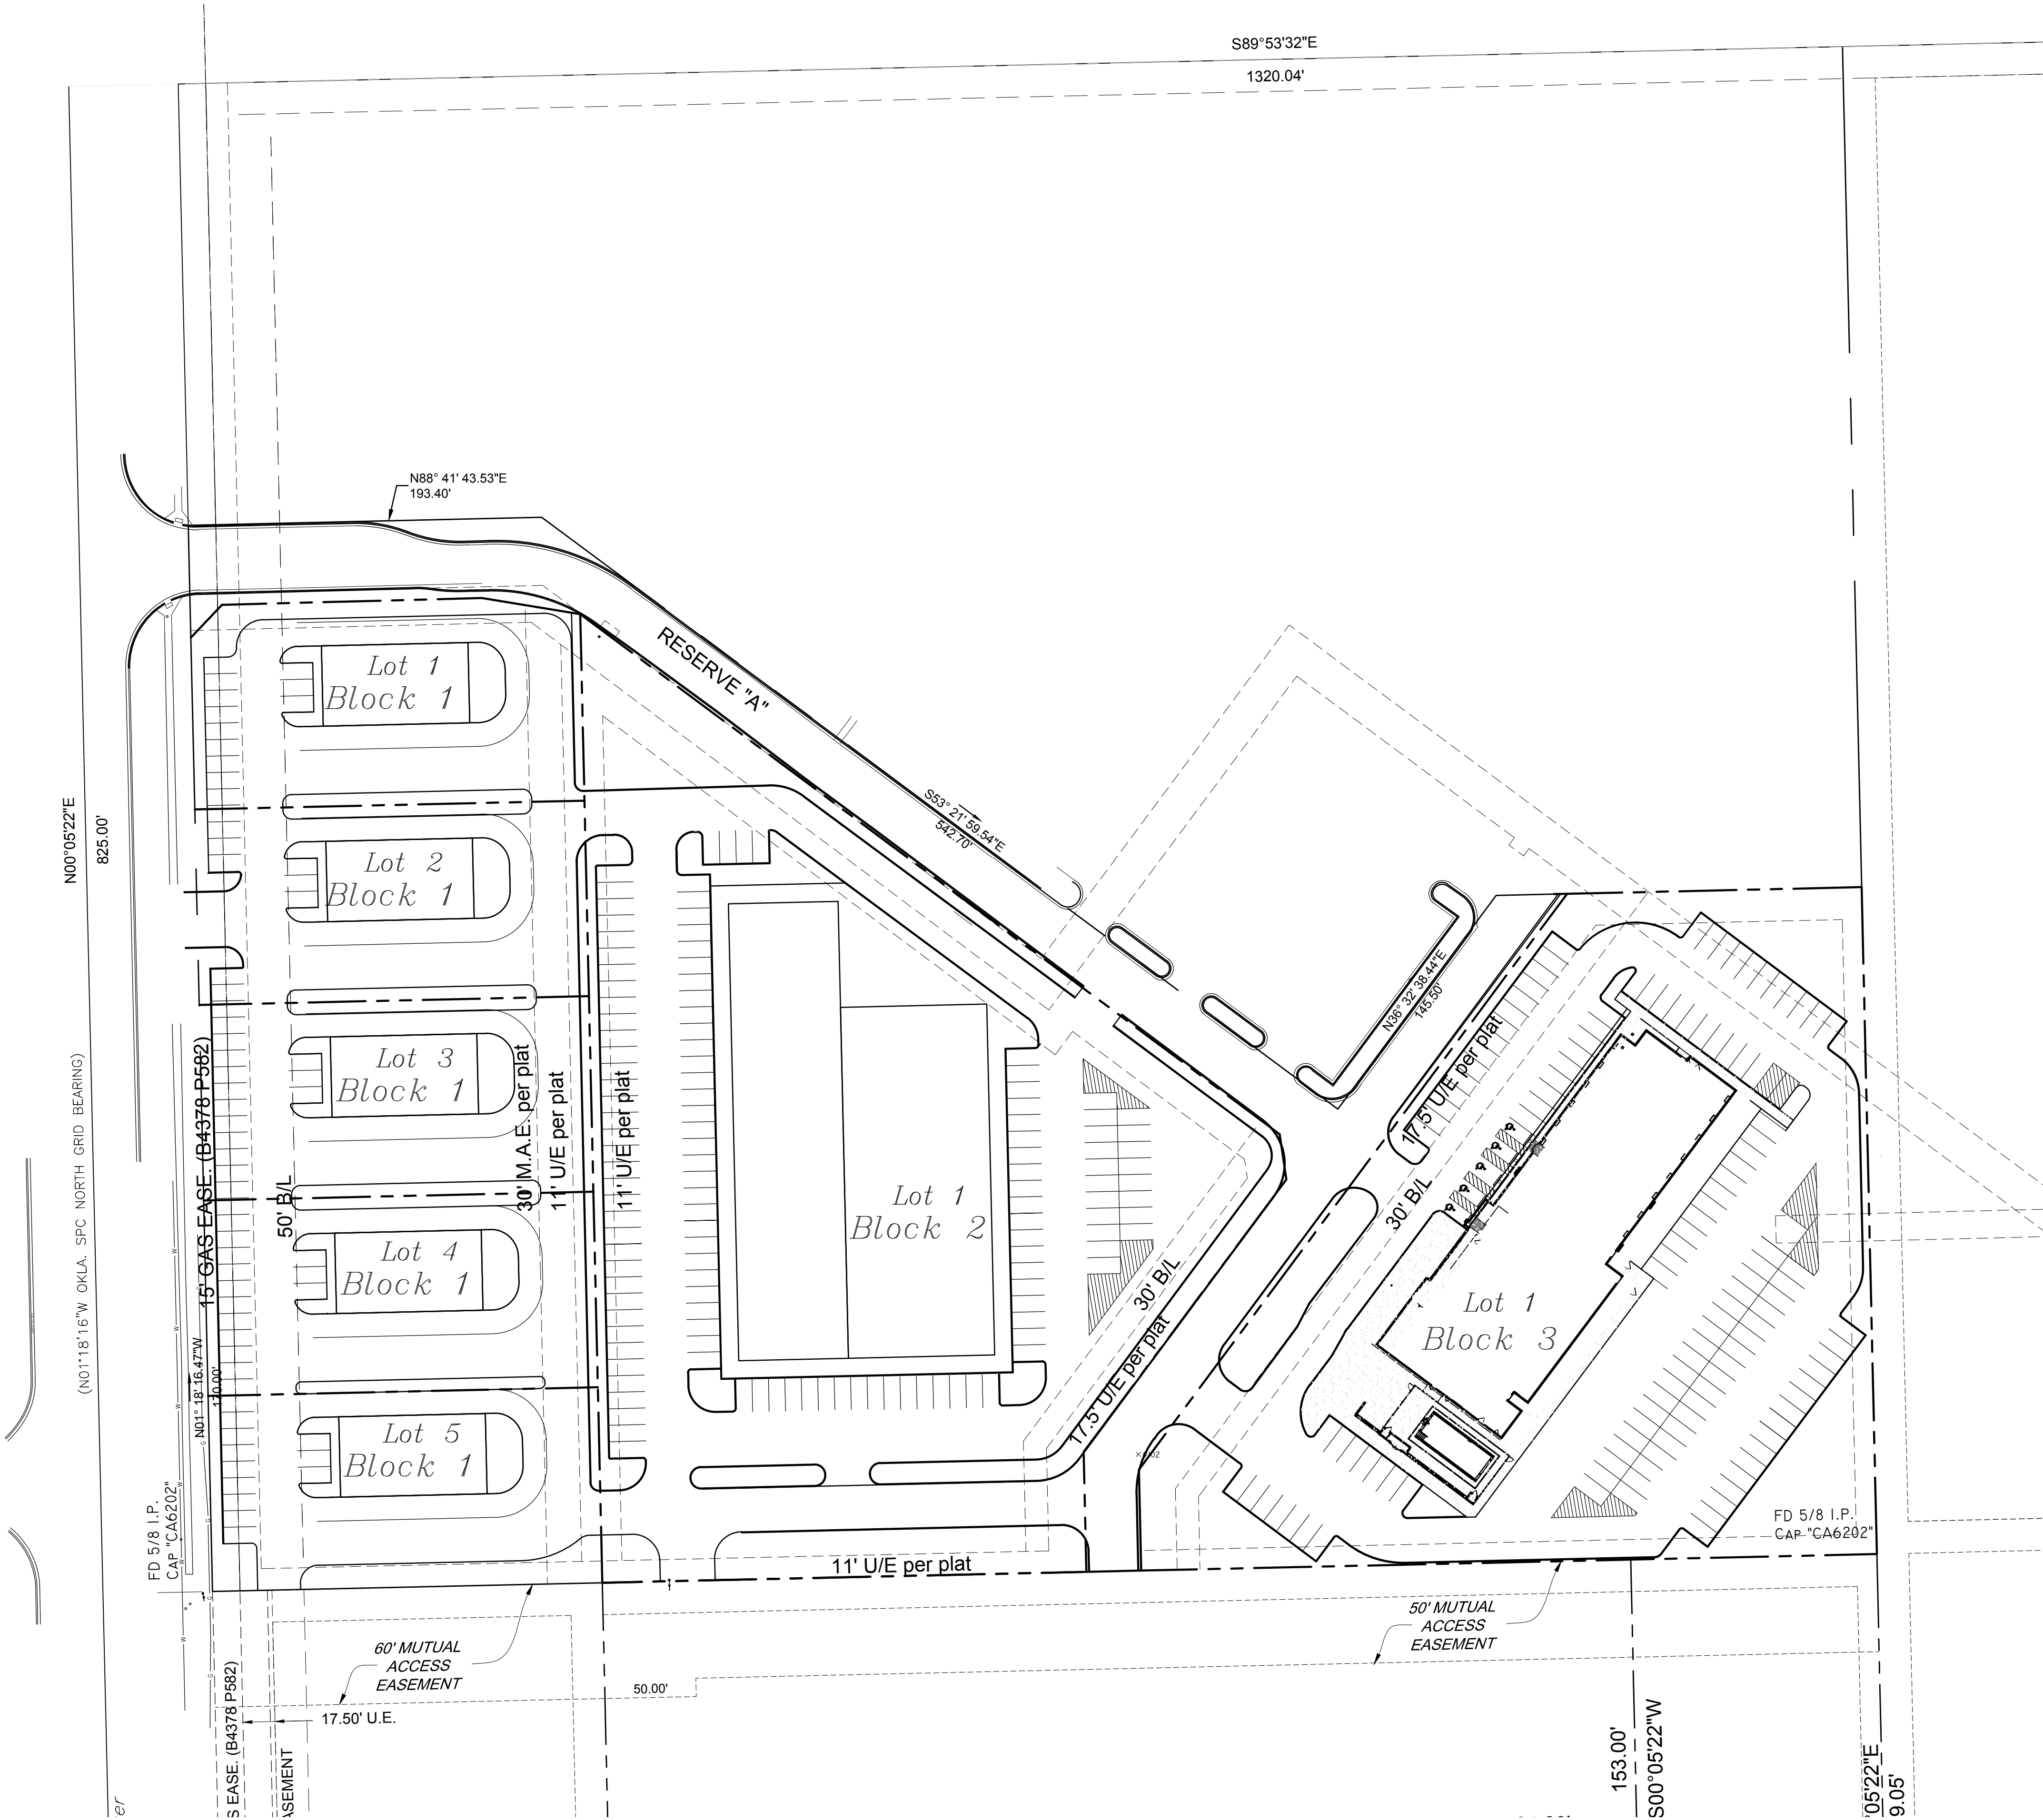 S89°53'32"E
1320.04'
N88° 41' 43.53"E
193.40'
RESERVE "A"
Lot 1
Block 1
N00°05'22"E
825.00'
S53° 21' 59.54"E
542.70'
Lot 2
Block 1
N36° 32' 38.44"E
145.50'
17.5' U/E per plat
(N01°18'16"W OKLA. SPC NORTH GRID BEARING)
15' GAS EASE. (B4378 P582)
50' B/L
Lot 3
Block 1
30' M.A.E. per plat
11' U/E per plat
11' U/E per plat
Lot 1
Block 2
30' B/L
30' B/L
17.5' U/E per plat
Lot 4
Block 1
Lot 1
Block 3
N01° 18' 16.47"W
170.00'
Lot 5
Block 1
FD 5/8 I.P.
CAP "CA6202"
FD 5/8 I.P.
CAP "CA6202"
11' U/E per plat
60' MUTUAL
ACCESS
EASEMENT
50' MUTUAL
ACCESS
EASEMENT
50.00'
17.50' U.E.
S EASE. (B4378 P582)
ASEMENT
153.00'
S00°05'22"W
°05'22"E
9.05'
er